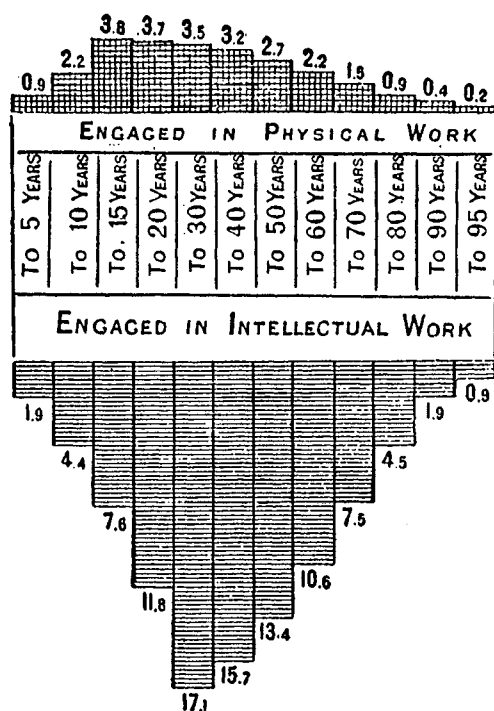 0.9 2.2 3.8 3.7 3.5 3.2 2.7 2.2 1.5 0.9 0.4 0.2
ENGAGED IN PHYSICAL WORK
TO 5 YEARS
TO 10 YEARS
TO. 15 YEARS
TO 20 YEARS
TO 30 YEARS
TO 40 YEARS
TO 50 YEARS
TO 60 YEARS
TO 70 YEARS
TO 80 YEARS
TO 90 YEARS
TO 95 YEARS
ENGAGED IN INTELLECTUAL WORK
1.9 4.4 7.6 11.8 17.1 15.7 13.4 10.6 7.5 4.5 1.9 0.9